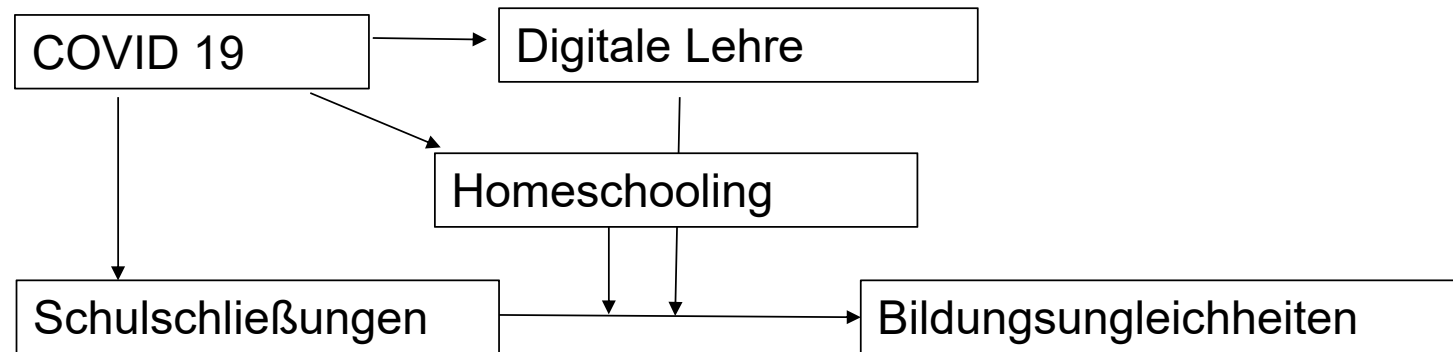 COVID 19
Digitale Lehre
Homeschooling
Schulschließungen
Bildungsungleichheiten